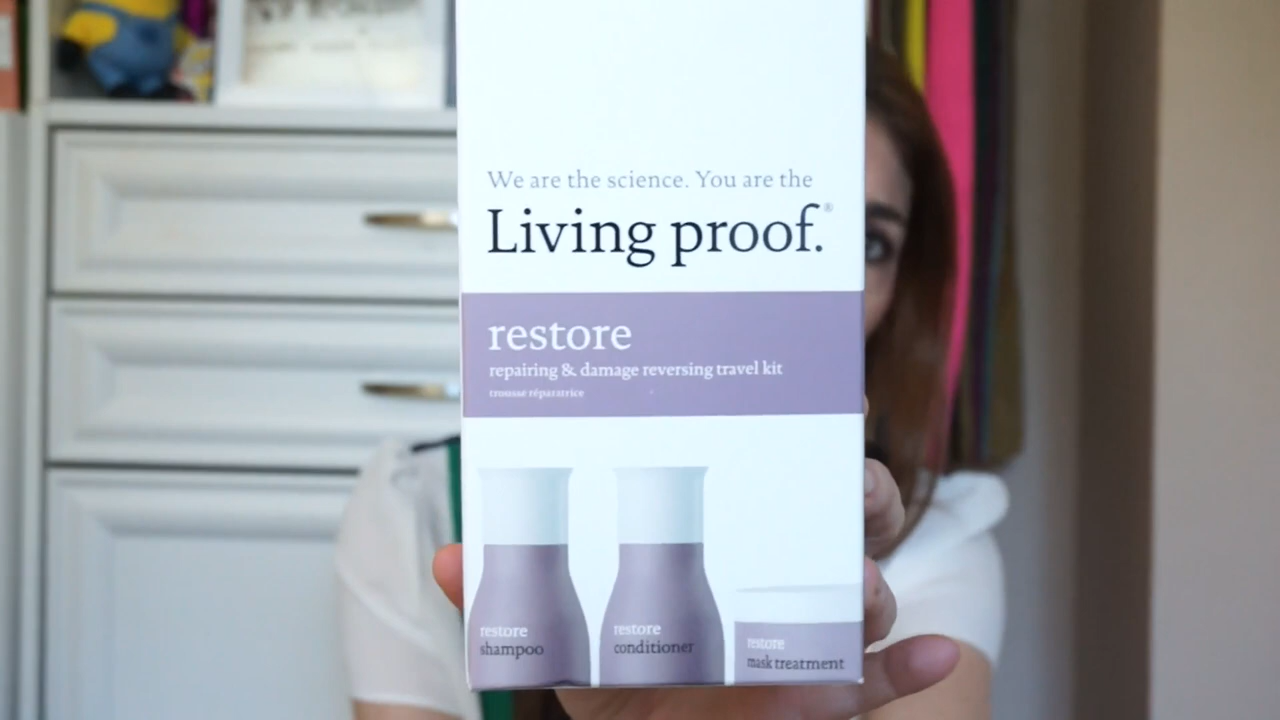 We are the science. You are the
Living proof.®
restore
repairing & damage reversing travel kit
trousse réparatrice
restore
shampoo
restore
conditioner
restore
mask treatment